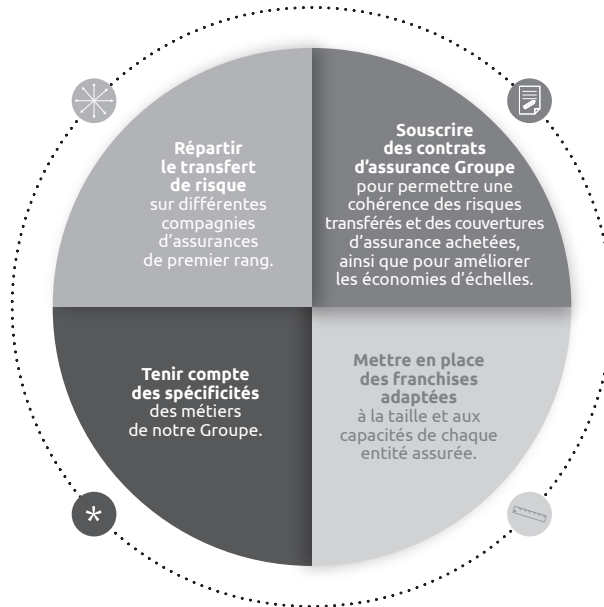 Répartir
le transfert
de risque
sur différentes
compagnies
d'assurances
de premier rang.
Souscrire
des contrats
d'assurance Groupe
pour permettre une
cohérence des risques
transférés et des couvertures
d'assurance achetées,
ainsi que pour améliorer
les économies d'échelles.
Tenir compte
des spécificités
des métiers
de notre Groupe.
Mettre en place
des franchises
adaptées
à la taille et aux
capacités de chaque
entité assurée.
*